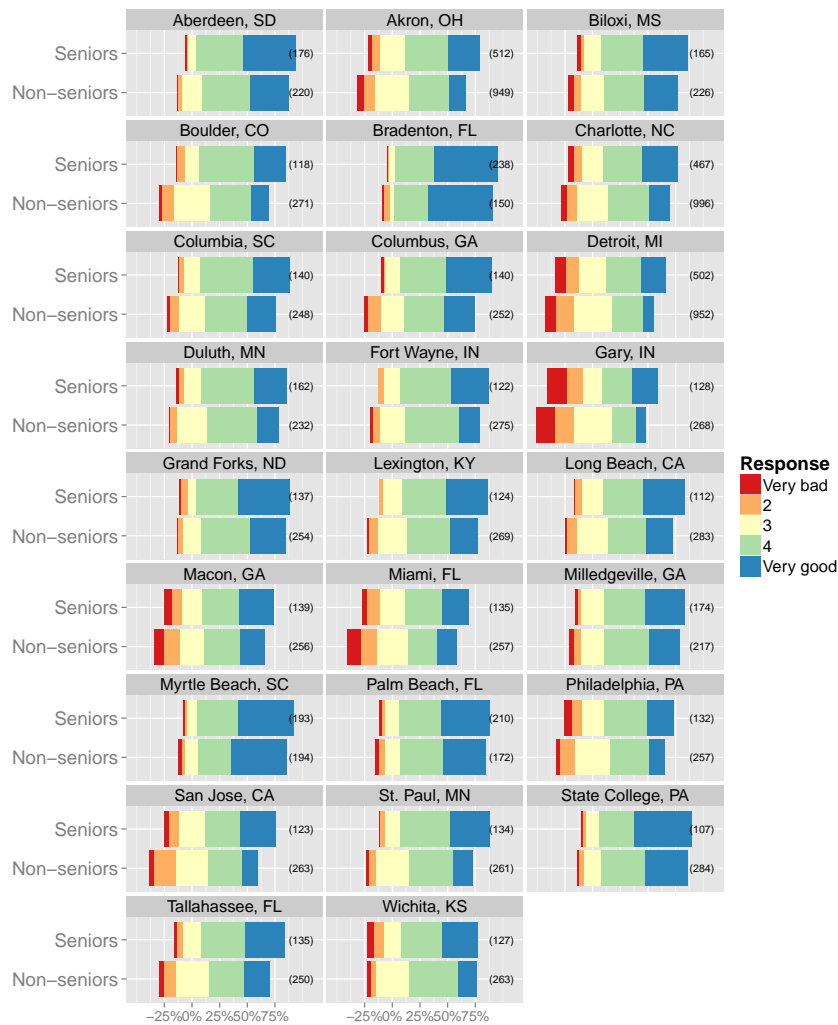 Aberdeen, SD Akron, OH Biloxi, MS
Seniors (176) (512) (165)
Non−seniors (220) (949) (226)
Boulder, CO Bradenton, FL Charlotte, NC
Seniors (118) (238) (467)
Non−seniors (271) (150) (996)
Columbia, SC Columbus, GA Detroit, MI
Seniors (140) (140) (502)
Non−seniors (248) (252) (952)
Duluth, MN Fort Wayne, IN Gary, IN
Seniors (162) (122) (128)
Non−seniors (232) (275) (268)
Grand Forks, ND Lexington, KY Long Beach, CA
Seniors (137) (124) (112)
Non−seniors (254) (269) (283)
Macon, GA Miami, FL Milledgeville, GA
Seniors (139) (135) (174)
Non−seniors (256) (257) (217)
Myrtle Beach, SC Palm Beach, FL Philadelphia, PA
Seniors (193) (210) (132)
Non−seniors (194) (172) (257)
San Jose, CA St. Paul, MN State College, PA
Seniors (123) (134) (107)
Non−seniors (263) (261) (284)
Tallahassee, FL Wichita, KS
Seniors (135) (127)
Non−seniors (250) (263)
−25%0% 25%50%75% −25%0% 25%50%75%
Response
Very bad
2
3
4
Very good